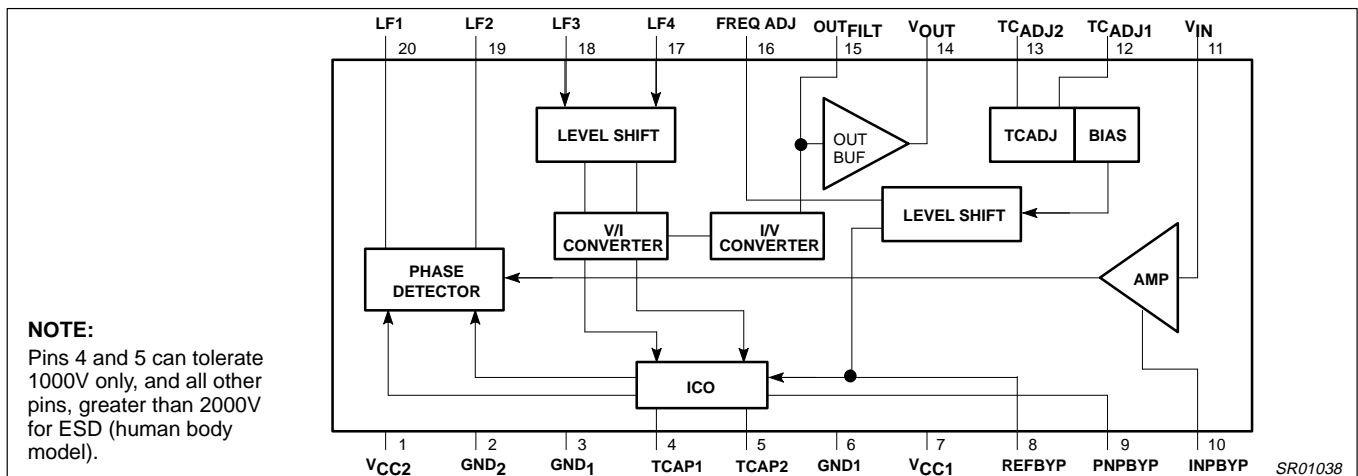 LF1 LF2 LF3 LF4 FREQ ADJ OUTFILT VOUT TCADJ2 TCADJ1 VIN
20 19 18 17 16 15 14 13 12 11
LEVEL SHIFT
OUT
BUF
TCADJ BIAS
LEVEL SHIFT
V/I
CONVERTER
I/V
CONVERTER
PHASE
DETECTOR
AMP
NOTE:
Pins 4 and 5 can tolerate
1000V only, and all other
pins, greater than 2000V
for ESD (human body
model).
ICO
1 2 3 4 5 6 7 8 9 10
VCC2 GND2 GND1 TCAP1 TCAP2 GND1 VCC1 REFBYP PNPBYP INPBYP
SR01038